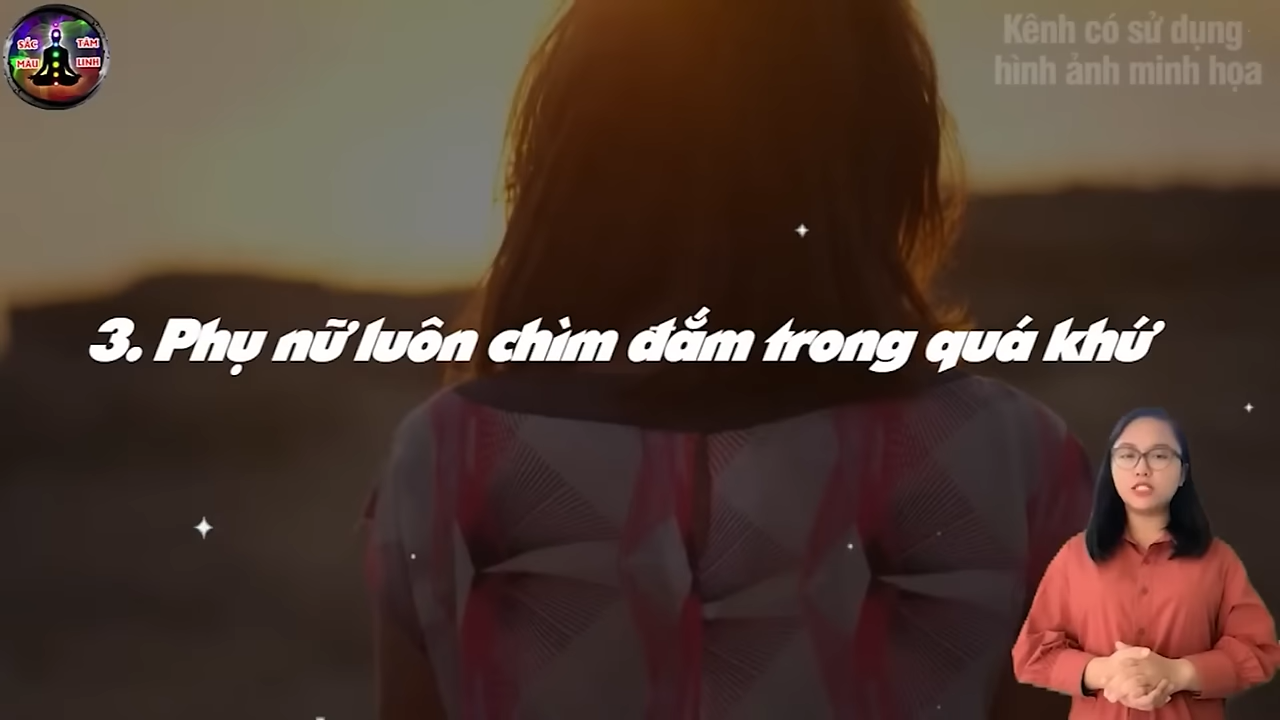 SẮC TÂM
MÀU LINH
Kênh có sử dụng
hình ảnh minh họa
3. Phụ nữ luôn chìm đắm trong quá khứ